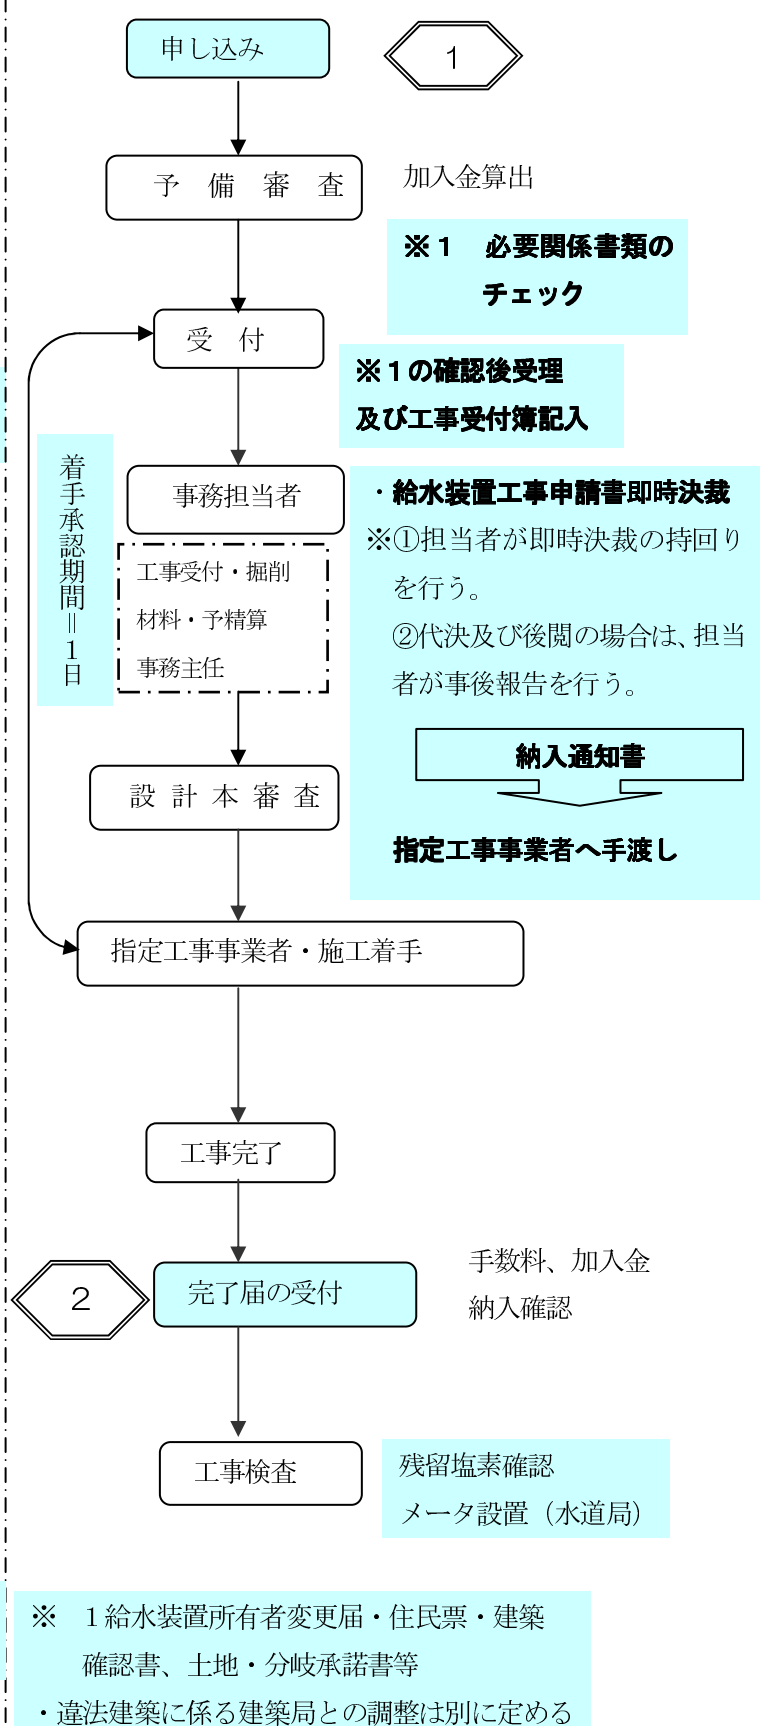 申し込み
1
予　備　審　査
加入金算出
※１　必要関係書類の
チェック
受　付
※１の確認後受理
及び工事受付簿記入
着手承認期間＝１日
事務担当者
工事受付・掘削
材料・予精算
事務主任
・給水装置工事申請書即時決裁
※①担当者が即時決裁の持回り
を行う。
②代決及び後閲の場合は、担当
者が事後報告を行う。
納入通知書
指定工事事業者へ手渡し
設 計 本 審 査
指定工事事業者・施工着手
工事完了
2
完了届の受付
手数料、加入金
納入確認
工事検査
残留塩素確認
メータ設置（水道局）
※　１給水装置所有者変更届・住民票・建築
確認書、土地・分岐承諾書等
・違法建築に係る建築局との調整は別に定める